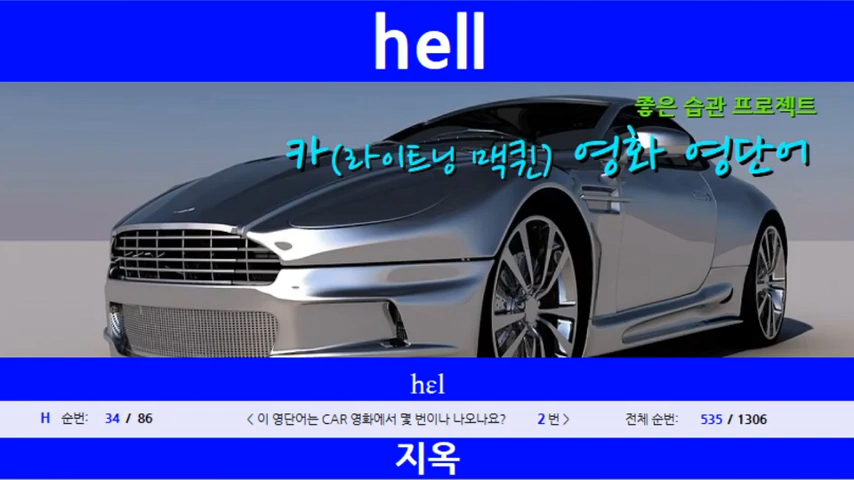 hell
좋은 습관 프로젝트
카(라이트닝 맥퀸) 영화 영단어
hɛl
H 순번: 34 / 86 < 이 영단어는 CAR 영화에서 몇 번이나 나오나요? 2 번 > 전체 순번: 535 / 1306
지옥